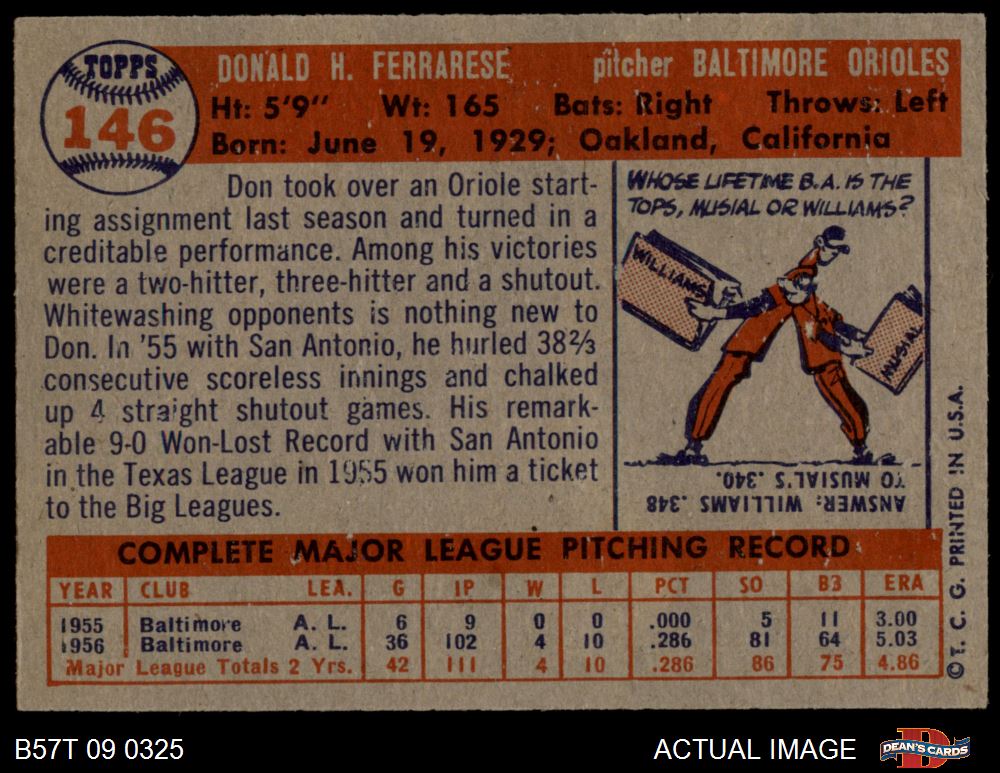 TOPPS
146
DONALD H. FERRARESE pitcher BALTIMORE ORIOLES
Ht: 5'9" Wt: 165 Bats: Right Throws: Left
Born: June 19, 1929; Oakland, California
Don took over an Oriole start-
ing assignment last season and turned in a
creditable performance. Among his victories
were a two-hitter, three-hitter and a shutout.
Whitewashing opponents is nothing new to
Don. In '55 with San Antonio, he hurled 38⅔
consecutive scoreless innings and chalked
up 4 straight shutout games. His remark-
able 9-0 Won-Lost Record with San Antonio
in the Texas League in 1955 won him a ticket
to the Big Leagues.
WHOSE LIFETIME B.A. IS THE
TOPS, MUSIAL OR WILLIAMS?
WILLIAMS
MUSIAL
ANSWER: WILLIAMS .348
TO MUSIAL'S .340.
COMPLETE MAJOR LEAGUE PITCHING RECORD
YEAR CLUB LEA. G IP W L PCT SO BB ERA
1955 Baltimore A. L. 6 9 0 0 .000 5 11 3.00
1956 Baltimore A. L. 36 102 4 10 .286 81 64 5.03
Major League Totals 2 Yrs. 42 111 4 10 .286 86 75 4.86
© T. C. G. PRINTED IN U.S.A.
B57T 09 0325
ACTUAL IMAGE
DEAN'S CARDS